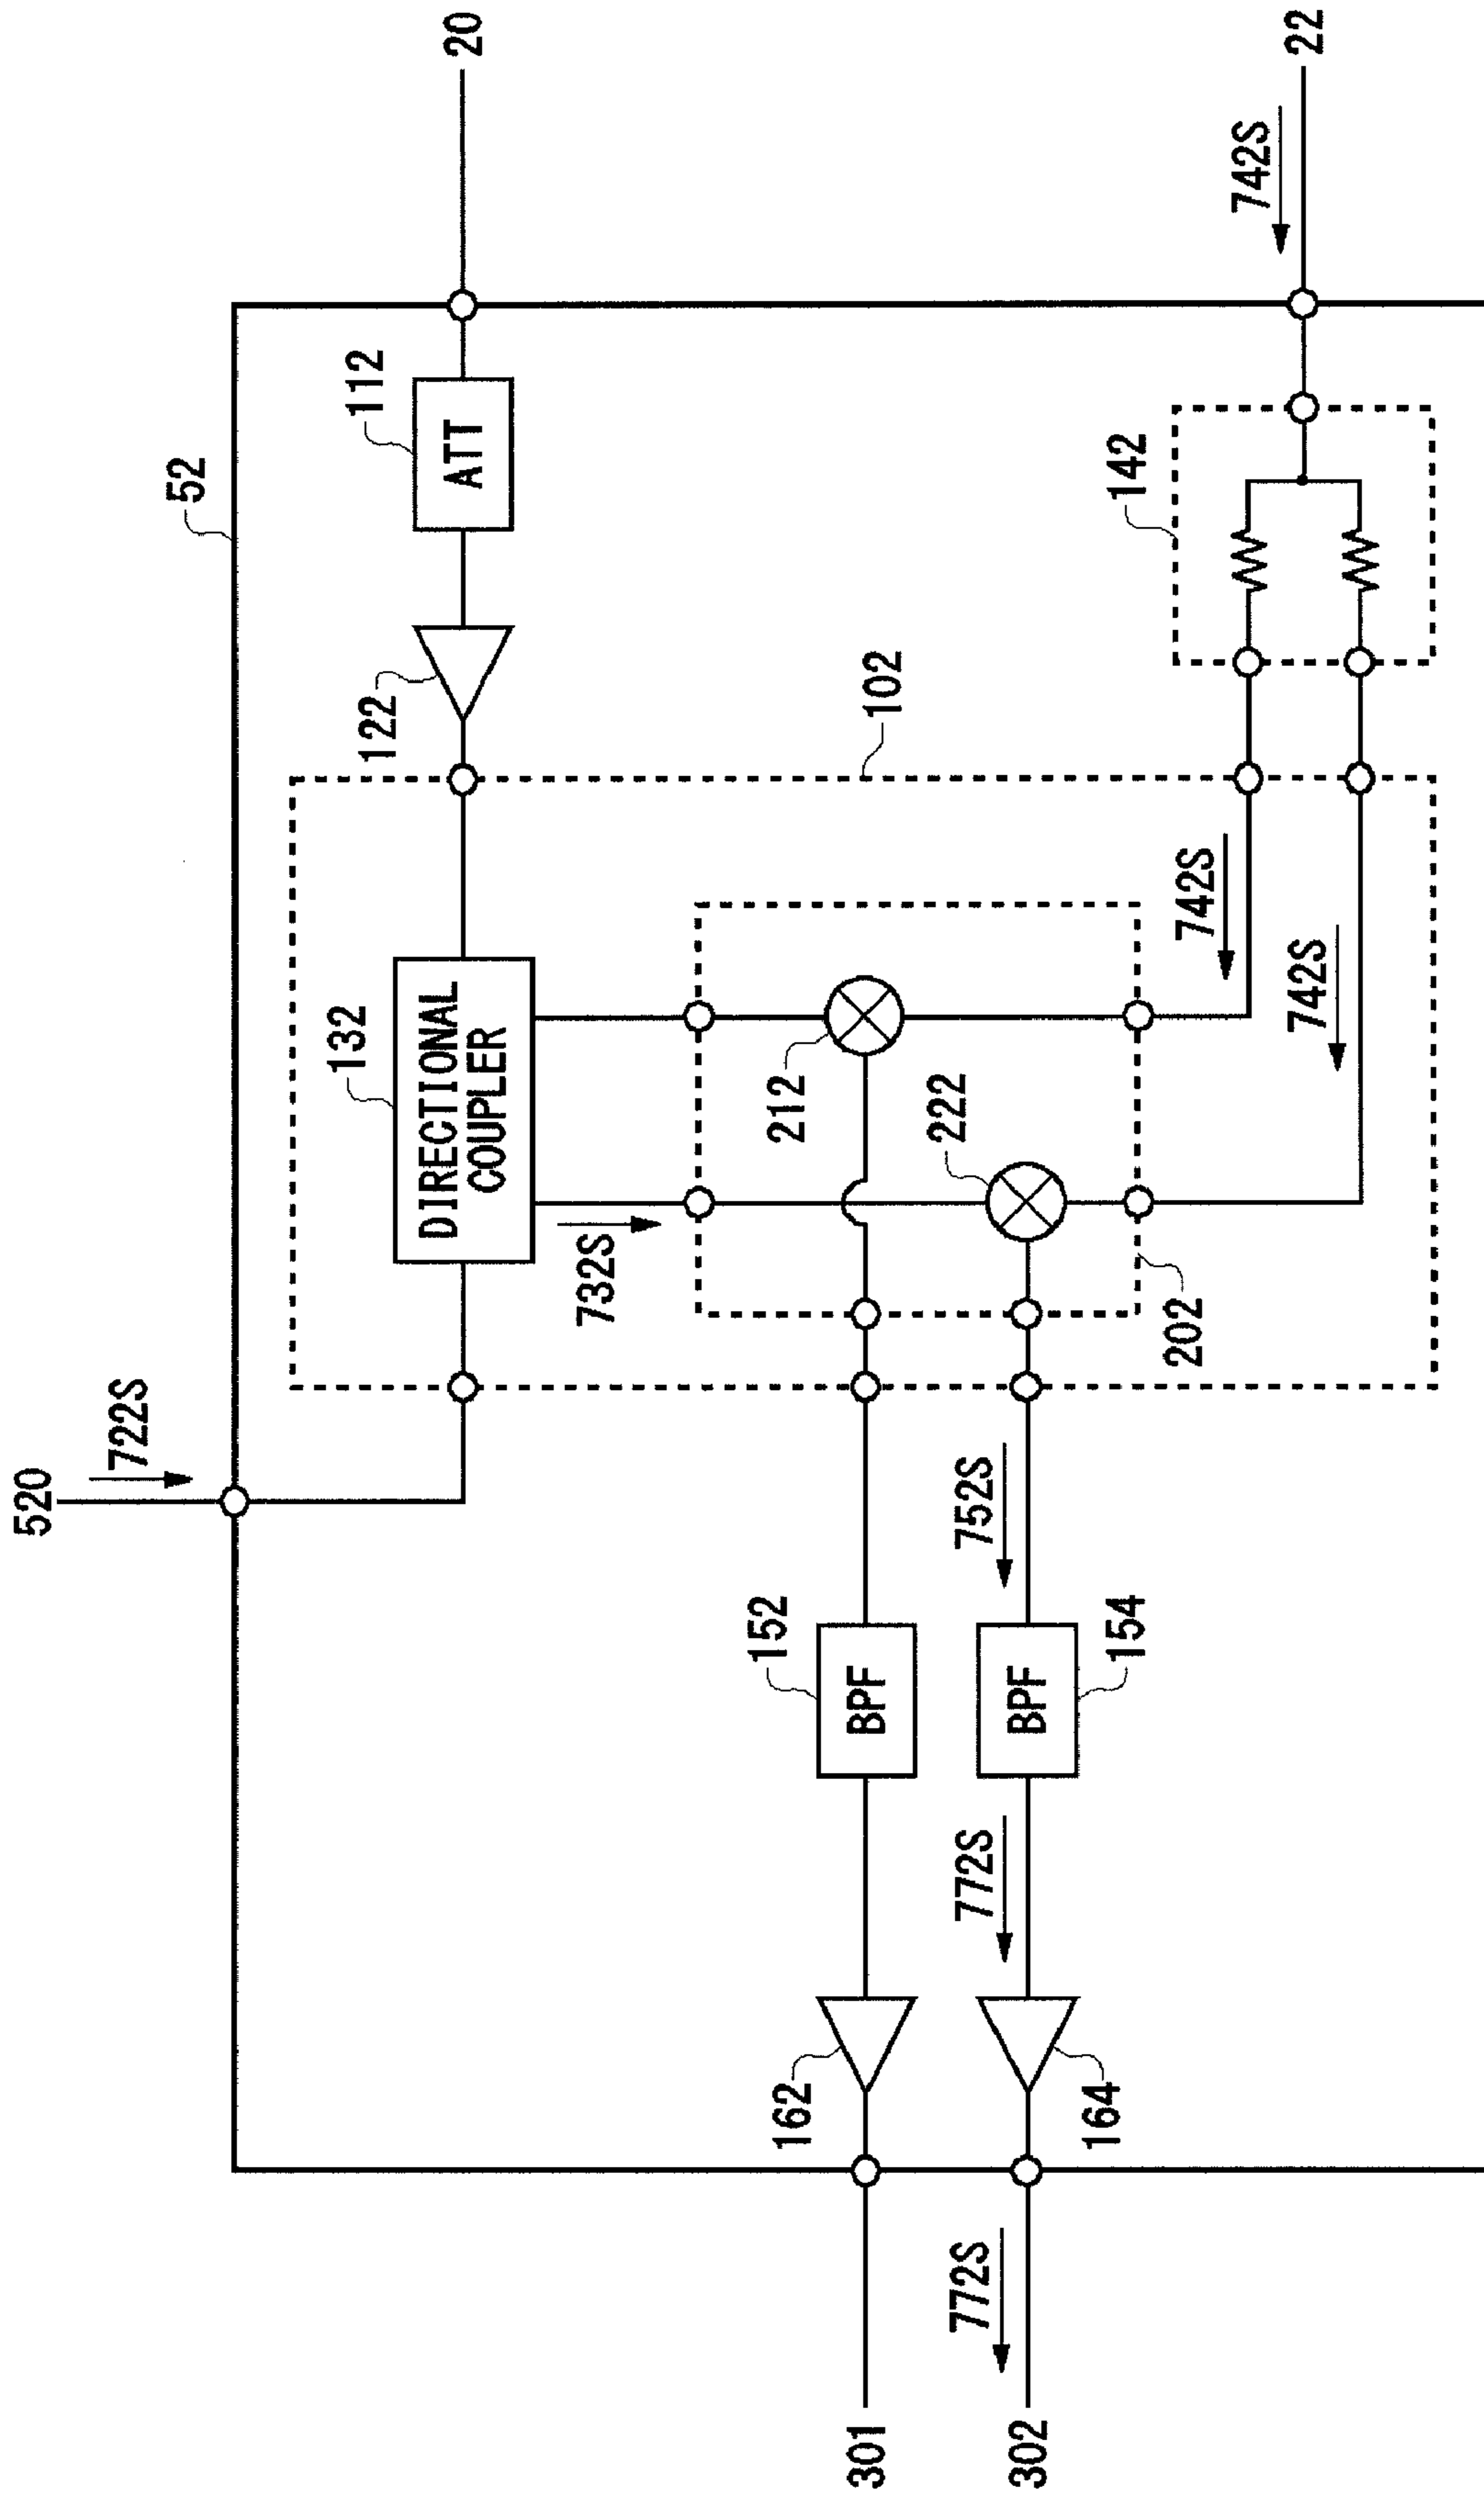 520
722S
52
20
112
ATT
122
132
DIRECTIONAL
COUPLER
102
732S
212
222
202
742S
742S
142
742S
22
152
BPF
752S
154
BPF
772S
162
164
772S
301
302